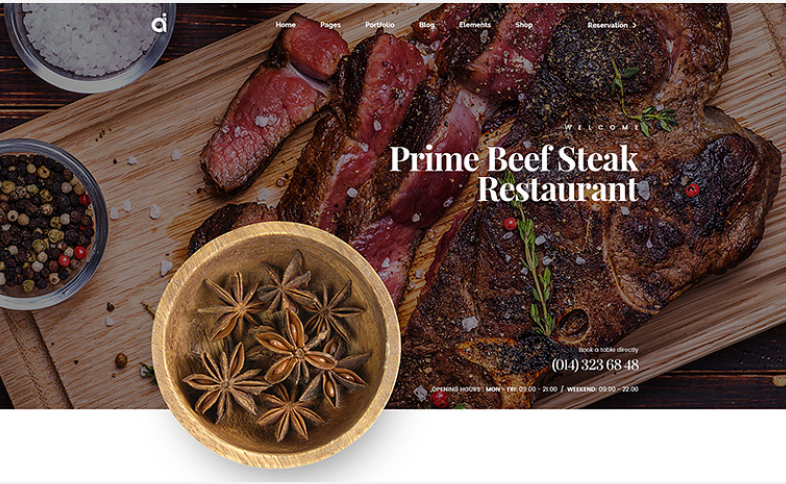 ai
Home Pages Portfolio Blog Elements Shop Reservation
WELCOME
Prime Beef Steak
Restaurant
Book a table directly
(014) 323 68 48
OPENING HOURS : MON - FRI: 09:00 - 21:00 / WEEKEND: 09:00 - 22:00